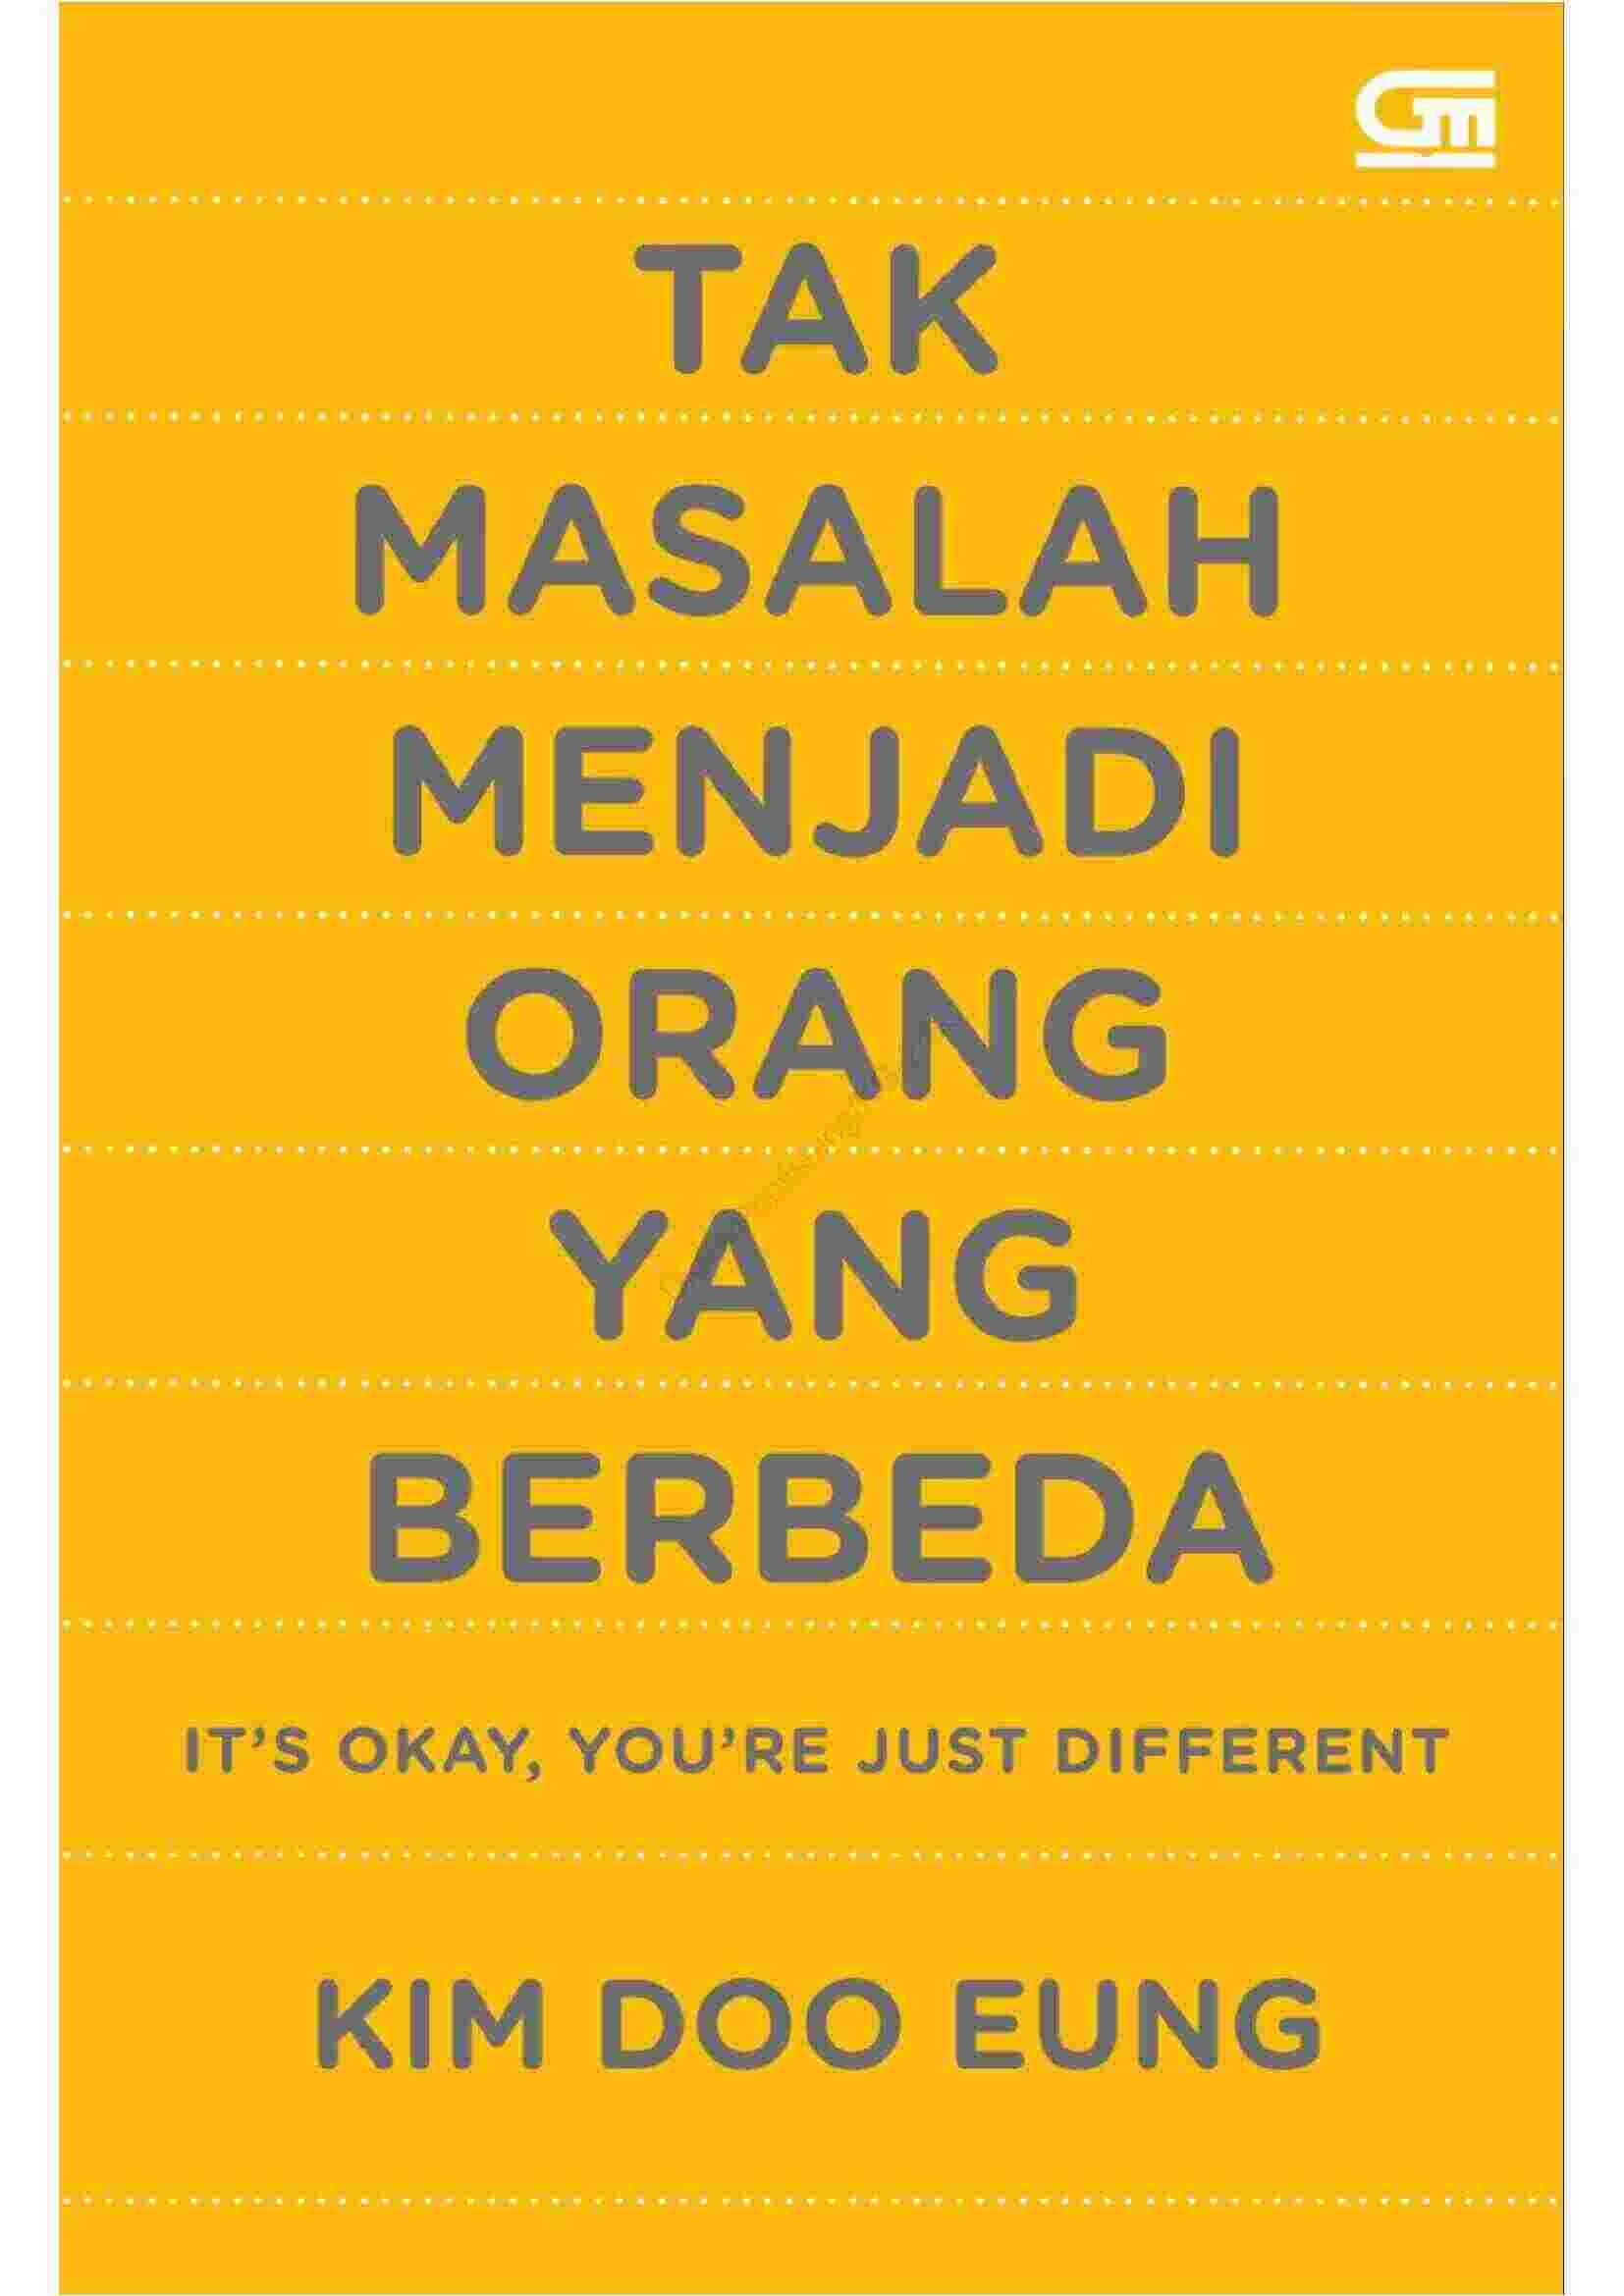 TAK
MASALAH
MENJADI
ORANG
YANG
BERBEDA
IT'S OKAY, YOU'RE JUST DIFFERENT
KIM DOO EUNG